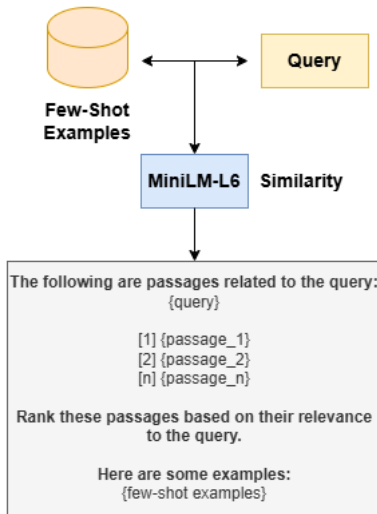 Few-Shot
Examples
Query
MiniLM-L6
Similarity
The following are passages related to the query:
{query}
[1] {passage_1}
[2] {passage_2}
[n] {passage_n}
Rank these passages based on their relevance
to the query.
Here are some examples:
{few-shot examples}